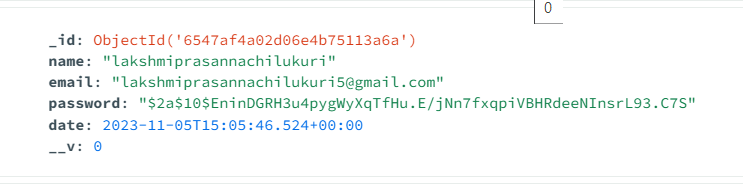 0
_id: ObjectId('6547af4a02d06e4b75113a6a')
name: "lakshmiprasannachilukuri"
email: "lakshmiprasannachilukuri5@gmail.com"
password: "$2a$10$EninDGRH3u4pygWyXqTfHu.E/jNn7fxqpiVBHRdeeNInsrL93.C7S"
date: 2023-11-05T15:05:46.524+00:00
__v: 0